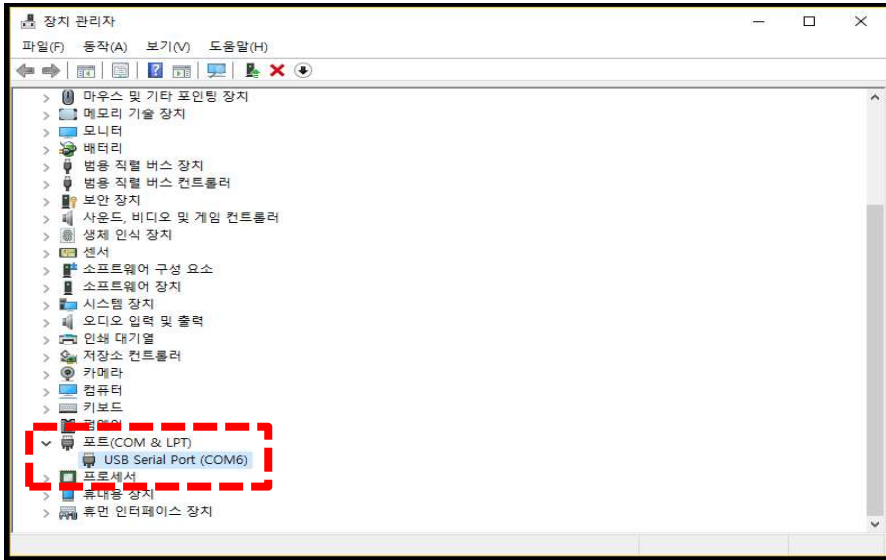 장치 관리자
파일(F) 동작(A) 보기(V) 도움말(H)
마우스 및 기타 포인팅 장치
메모리 기술 장치
모니터
배터리
범용 직렬 버스 장치
범용 직렬 버스 컨트롤러
보안 장치
사운드, 비디오 및 게임 컨트롤러
생체 인식 장치
센서
소프트웨어 구성 요소
소프트웨어 장치
시스템 장치
오디오 입력 및 출력
인쇄 대기열
저장소 컨트롤러
카메라
컴퓨터
키보드
펌웨어
포트(COM & LPT)
USB Serial Port (COM6)
프로세서
휴대용 장치
휴먼 인터페이스 장치